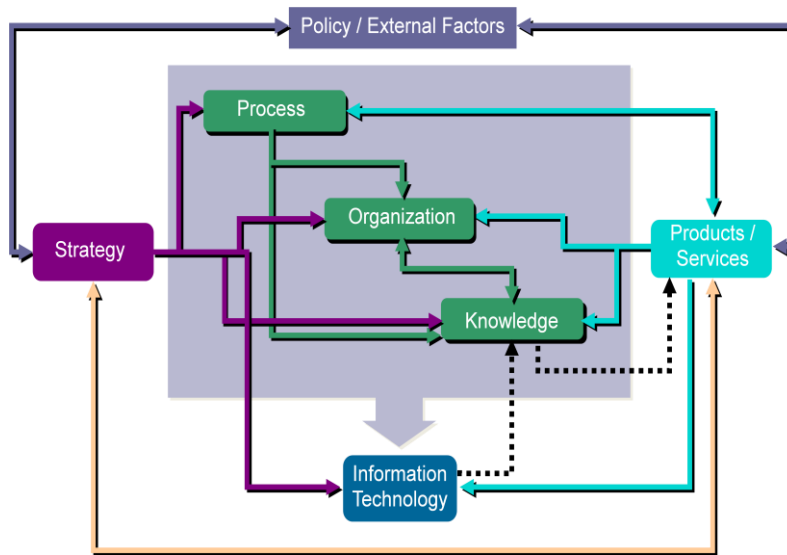 Policy / External Factors
Process
Organization
Strategy
Products /
Services
Knowledge
Information
Technology